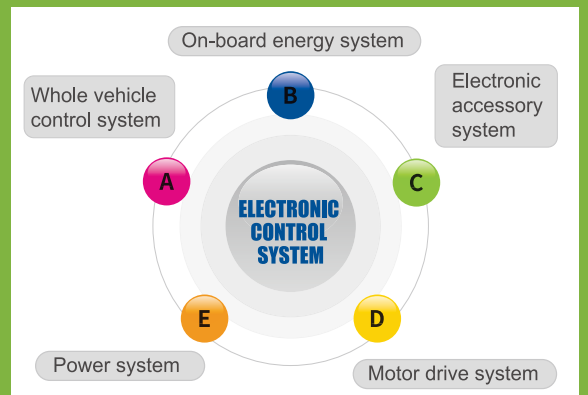 On-board energy system
Whole vehicle
control system
Electronic
accessory
system
B
A
C
ELECTRONIC
CONTROL
SYSTEM
E
D
Power system
Motor drive system